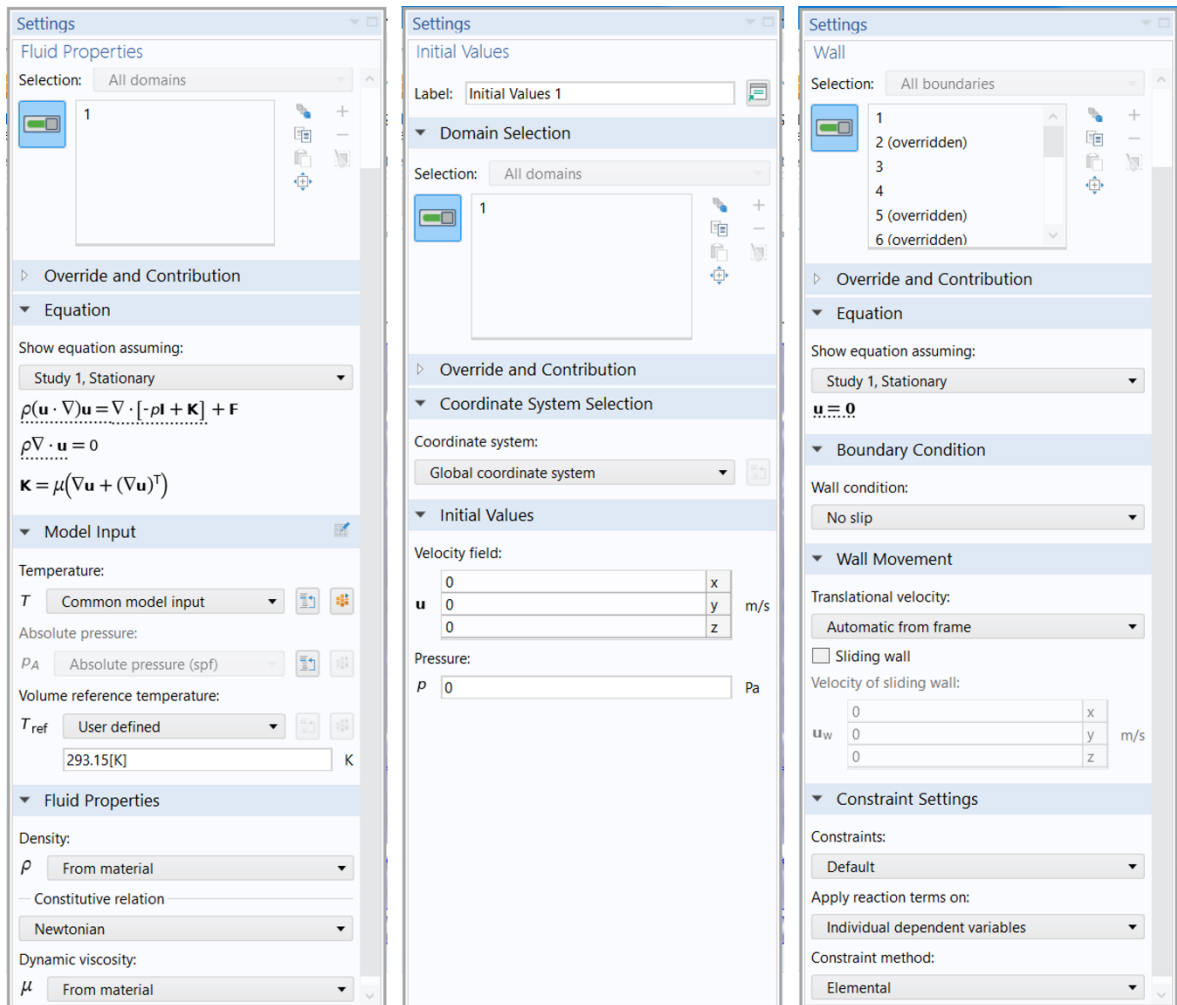 Settings
Fluid Properties
Selection: All domains
1
Override and Contribution
Equation
Show equation assuming:
Study 1, Stationary
ρ(u · ∇)u = ∇ · [-pI + K] + F
ρ∇ · u = 0
K = μ(∇u + (∇u)ᵀ)
Model Input
Temperature:
T Common model input
Absolute pressure:
pA Absolute pressure (spf)
Volume reference temperature:
Tref User defined
293.15[K] K
Fluid Properties
Density:
ρ From material
Constitutive relation
Newtonian
Dynamic viscosity:
μ From material
Settings
Initial Values
Label: Initial Values 1
Domain Selection
Selection: All domains
1
Override and Contribution
Coordinate System Selection
Coordinate system:
Global coordinate system
Initial Values
Velocity field:
0 x
u 0 y m/s
0 z
Pressure:
p 0 Pa
Settings
Wall
Selection: All boundaries
1
2 (overridden)
3
4
5 (overridden)
6 (overridden)
Override and Contribution
Equation
Show equation assuming:
Study 1, Stationary
u = 0
Boundary Condition
Wall condition:
No slip
Wall Movement
Translational velocity:
Automatic from frame
Sliding wall
Velocity of sliding wall:
0 x
uw 0 y m/s
0 z
Constraint Settings
Constraints:
Default
Apply reaction terms on:
Individual dependent variables
Constraint method:
Elemental